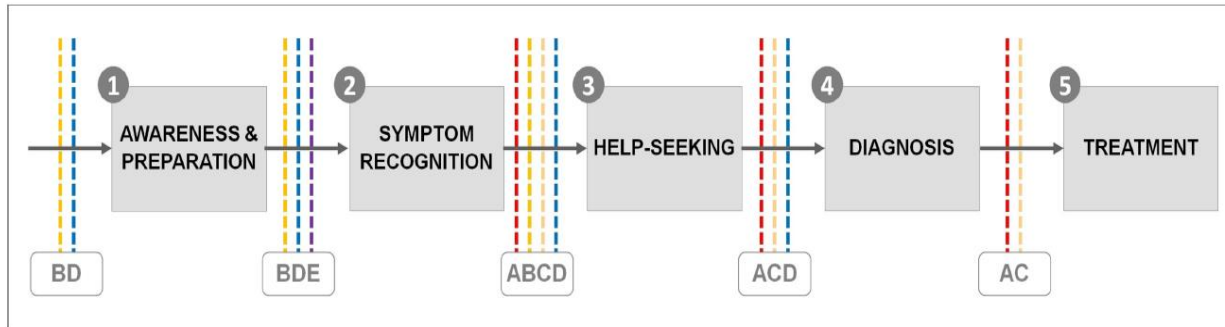 1
AWARENESS &
PREPARATION
2
SYMPTOM
RECOGNITION
3
HELP-SEEKING
4
DIAGNOSIS
5
TREATMENT
BD
BDE
ABCD
ACD
AC